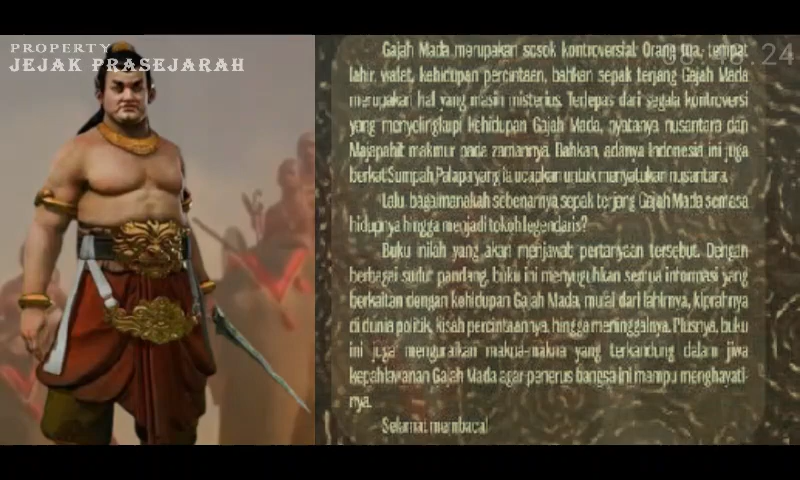 PROPERTY
JEJAK PRASEJARAH
Gajah Mada merupakan sosok kontroversial. Orang tua, tempat
lahir, wafat, kehidupan percintaan, bahkan sepak terjang Gajah Mada
merupakan hal yang masih misterius. Terlepas dari segala kontroversi
yang menyelingkupi kehidupan Gajah Mada, nyatanya nusantara dan
Majapahit makmur pada zamannya. Bahkan, adanya Indonesia ini juga
berkat Sumpah Palapa yang ia ucapkan untuk menyatukan nusantara.
Lalu, bagaimanakah sebenarnya sepak terjang Gajah Mada semasa
hidupnya hingga menjadi tokoh legendaris?
Buku inilah yang akan menjawab pertanyaan tersebut. Dengan
berbagai sudut pandang, buku ini menyuguhkan semua informasi yang
berkaitan dengan kehidupan Gajah Mada, mulai dari lahirnya, kiprahnya
di dunia politik, kisah percintaannya, hingga meninggalnya. Plusnya, buku
ini juga menguraikan makna-makna yang terkandung dalam jiwa
kepahlawanan Gajah Mada agar penerus bangsa ini mampu menghayati-
nya.
Selamat membaca!